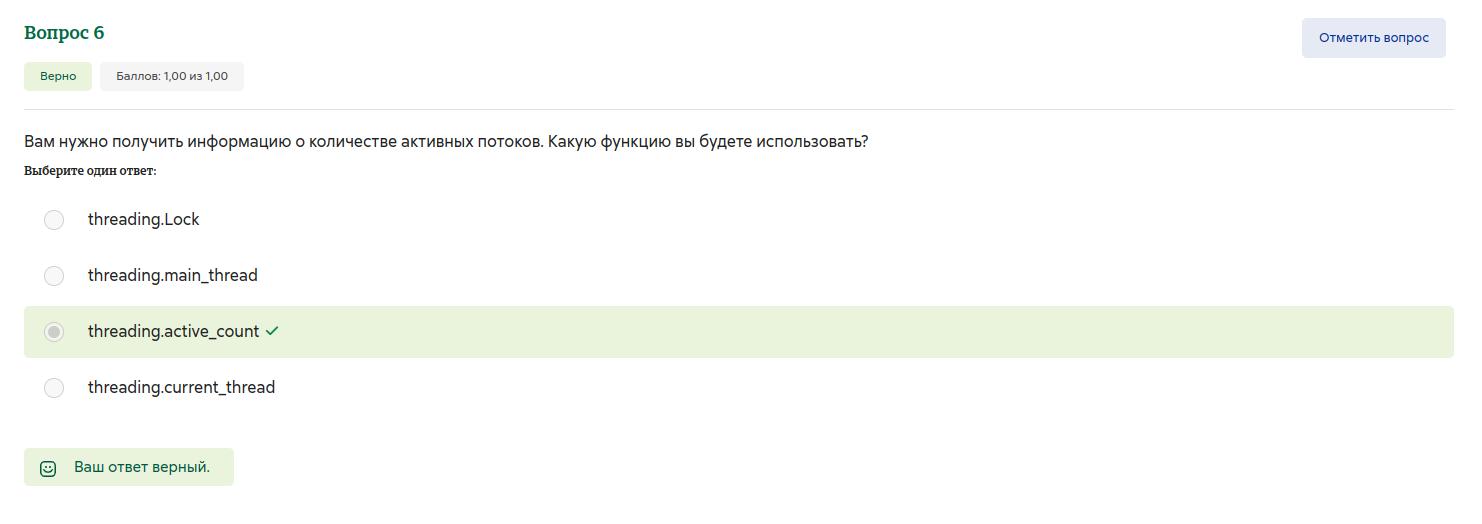 Вопрос 6
Отметить вопрос
Верно
Баллов: 1,00 из 1,00
Вам нужно получить информацию о количестве активных потоков. Какую функцию вы будете использовать?
Выберите один ответ:
threading.Lock
threading.main_thread
threading.active_count
threading.current_thread
Ваш ответ верный.